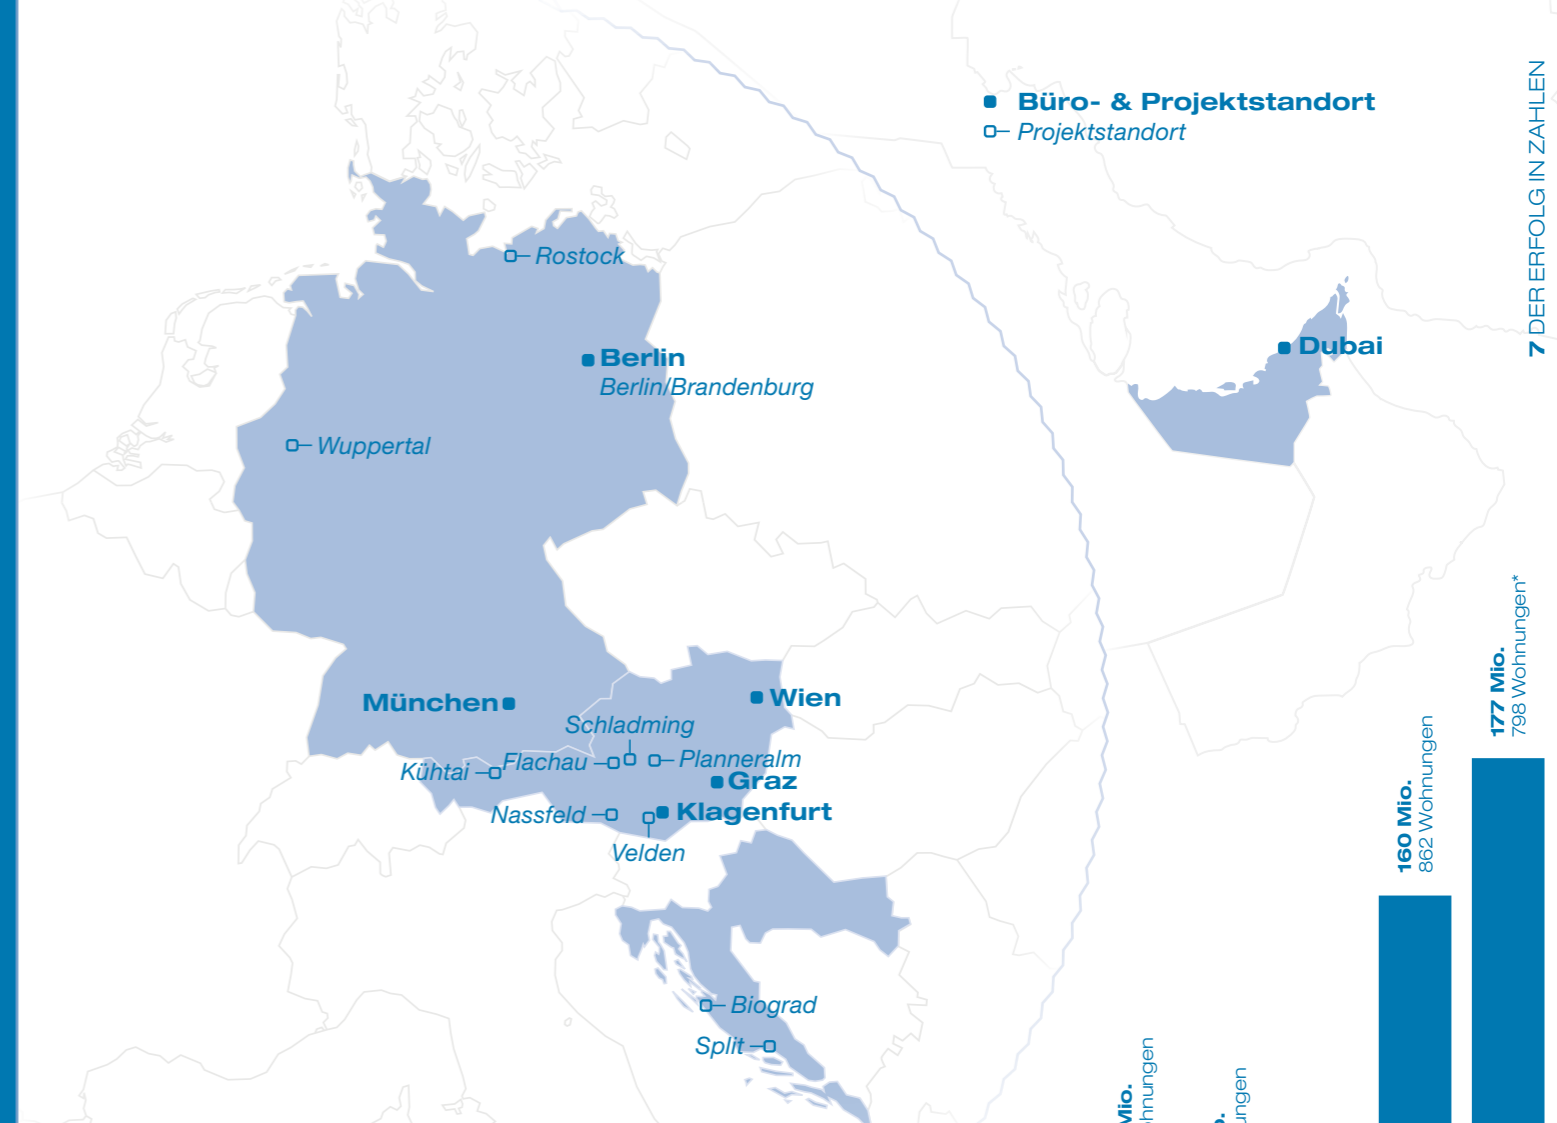 Büro- & Projektstandort
Projektstandort
7 DER ERFOLG IN ZAHLEN
Rostock
Berlin
Berlin/Brandenburg
Dubai
Wuppertal
München
Wien
Schladming
Kühtai
Flachau
Planneralm
Graz
Nassfeld
Klagenfurt
Velden
Biograd
Split
Mio.
160 Mio.
862 Wohnungen
177 Mio.
798 Wohnungen*